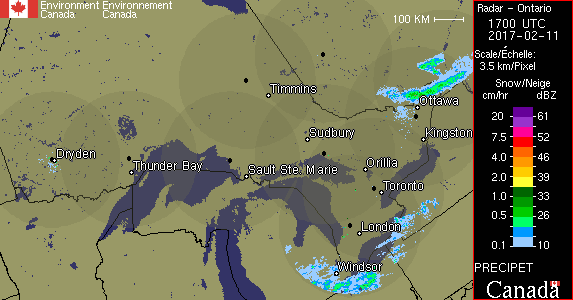 Environment Environnement
Canada Canada
100 KM
Timmins
Ottawa
Sudbury
Kingston
Dryden
Thunder Bay
Sault Ste. Marie
Orillia
Toronto
London
Windsor
Radar - Ontario
1700 UTC
2017-02-11
Scale/Échelle:
3.5 km/Pixel
Snow/Neige
cm/hr dBZ
20 61
7.5 52
4.0 46
2.0 39
1.0 33
0.5 26
0.1 10
PRECIPET
Canada